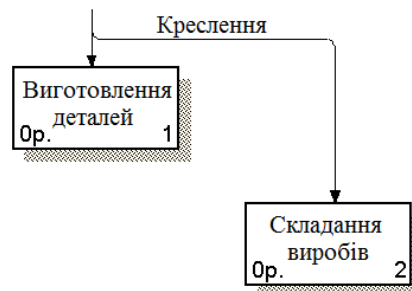 Креслення
Виготовлення
деталей
0р. 1
Складання
виробів
0р. 2